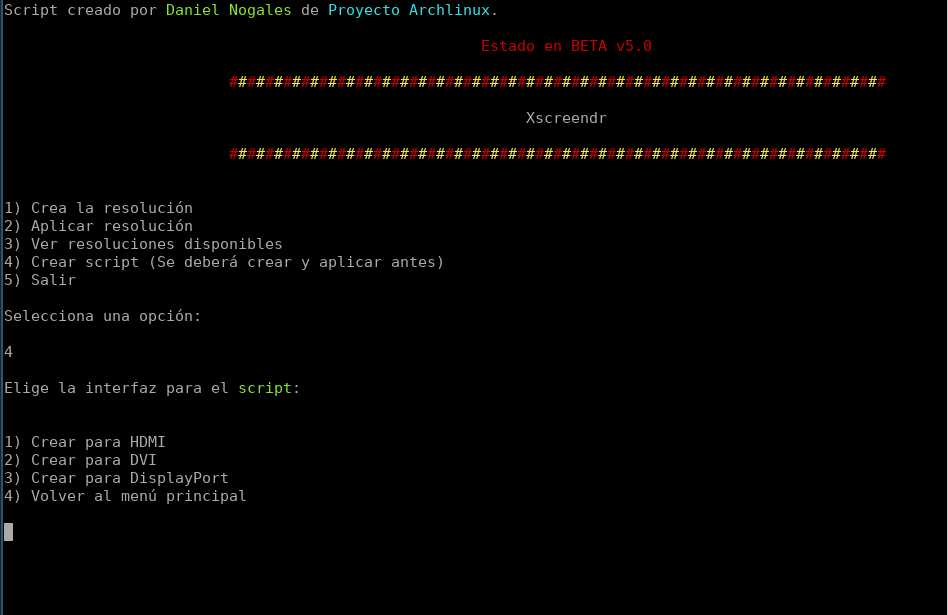 Script creado por Daniel Nogales de Proyecto Archlinux.
Estado en BETA v5.0
#########################################################################
Xscreendr
#########################################################################
1) Crea la resolución
2) Aplicar resolución
3) Ver resoluciones disponibles
4) Crear script (Se deberá crear y aplicar antes)
5) Salir
Selecciona una opción:
4
Elige la interfaz para el script:
1) Crear para HDMI
2) Crear para DVI
3) Crear para DisplayPort
4) Volver al menú principal